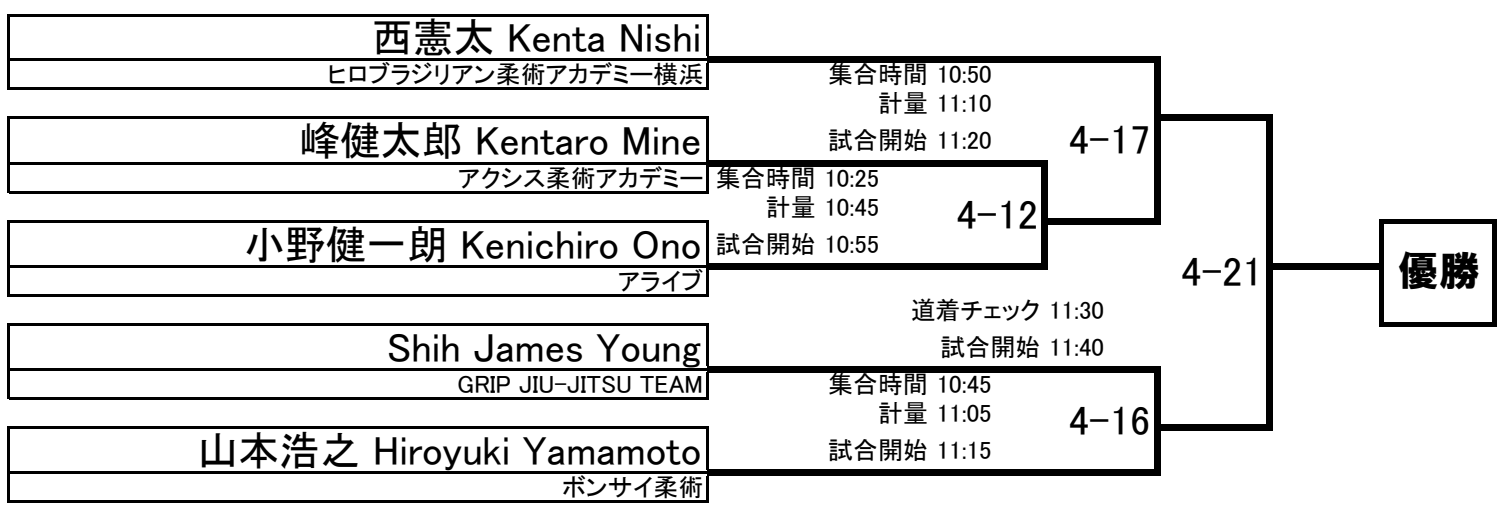 西憲太 Kenta Nishi
ヒロブラジリアン柔術アカデミー横浜
集合時間 10:50
計量 11:10
試合開始 11:20
4-17
峰健太郎 Kentaro Mine
アクシス柔術アカデミー
集合時間 10:25
計量 10:45
試合開始 10:55
4-12
小野健一朗 Kenichiro Ono
アライブ
4-21
優勝
道着チェック 11:30
試合開始 11:40
Shih James Young
GRIP JIU-JITSU TEAM
集合時間 10:45
計量 11:05
試合開始 11:15
4-16
山本浩之 Hiroyuki Yamamoto
ボンサイ柔術